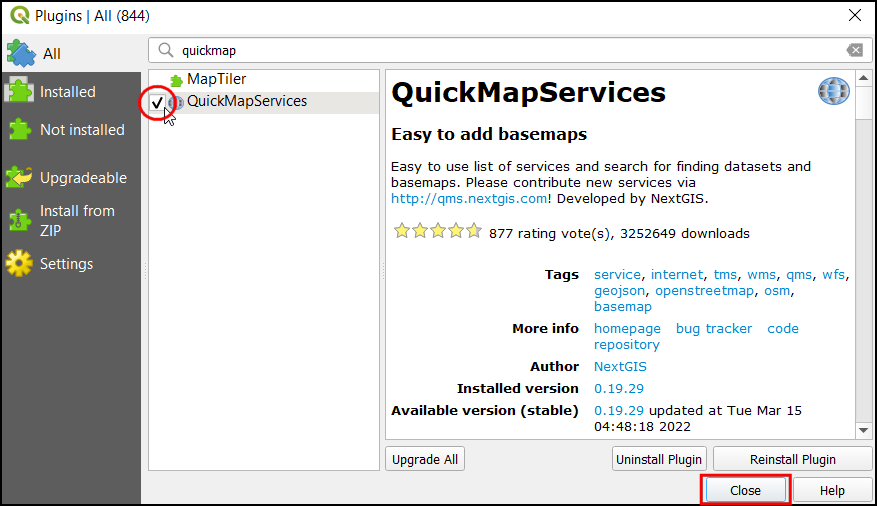 Plugins | All (844)
All
Installed
Not installed
Upgradeable
Install from
ZIP
Settings
quickmap
MapTiler
QuickMapServices
QuickMapServices
Easy to add basemaps
Easy to use list of services and search for finding datasets and
basemaps. Please contribute new services via
http://qms.nextgis.com! Developed by NextGIS.
877 rating vote(s), 3252649 downloads
Tags service, internet, tms, wms, qms, wfs,
geojson, openstreetmap, osm,
basemap
More info homepage bug tracker code
repository
Author NextGIS
Installed version 0.19.29
Available version (stable) 0.19.29 updated at Tue Mar 15
04:48:18 2022
Upgrade All Uninstall Plugin Reinstall Plugin
Close Help